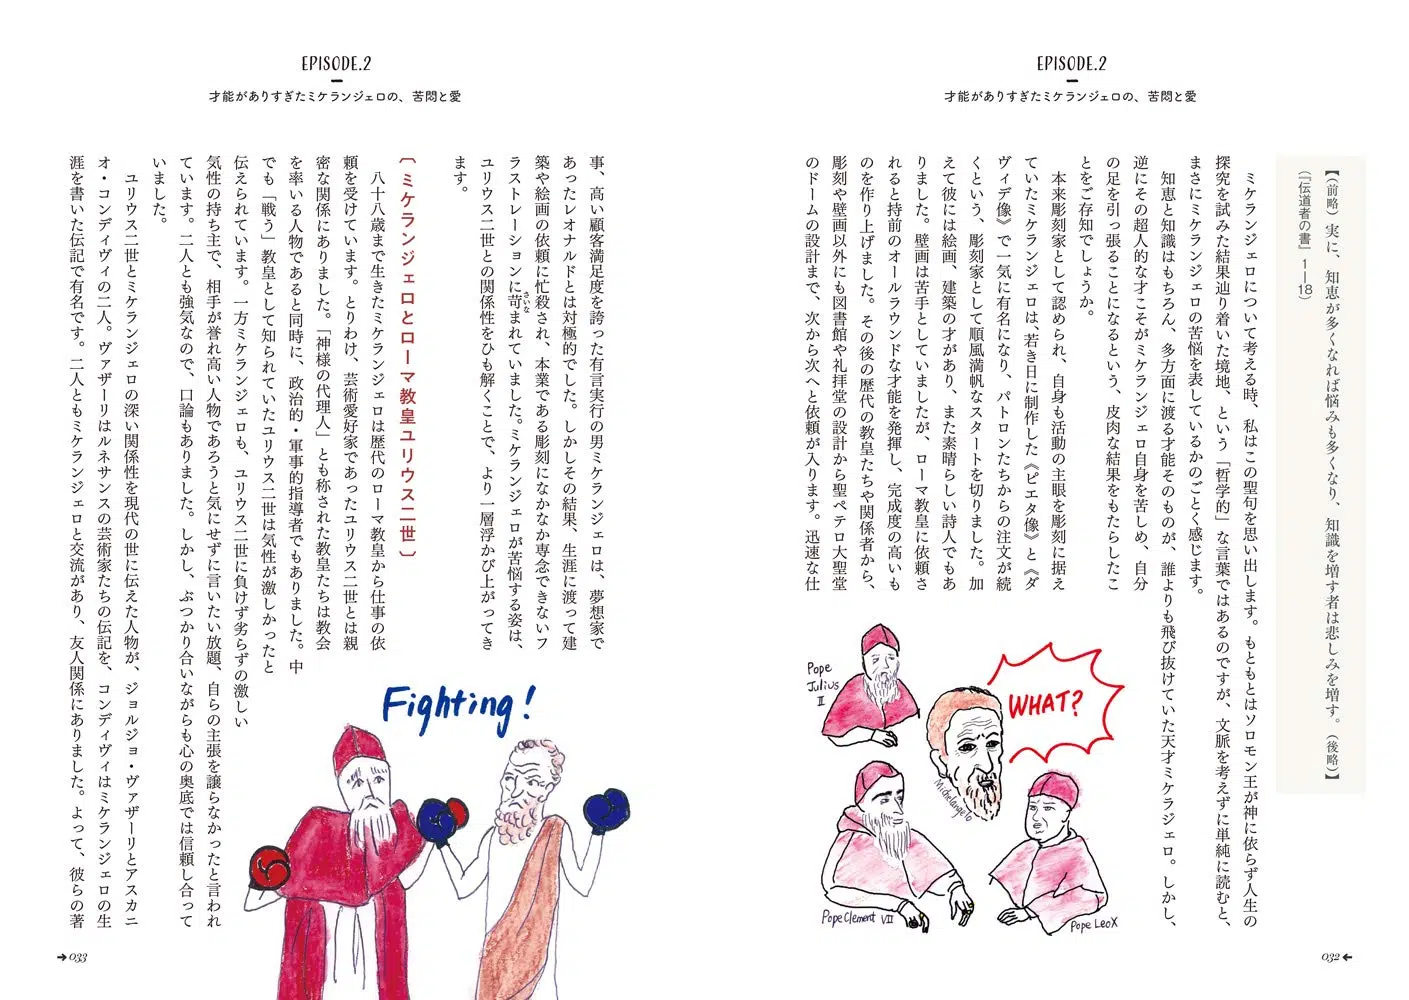 EPISODE.2
才能がありすぎたミケランジェロの、苦悶と愛
【（前略）実に、知恵が多くなれば悩みも多くなり、知識を増す者は悲しみを増す。（後略）】
（『伝道者の書』1―18）
ミケランジェロについて考える時、私はこの聖句を思い出します。もともとはソロモン王が神に依らず人生の
探究を試みた結果辿り着いた境地、という「哲学的」な言葉ではあるのですが、文脈を考えずに単純に読むと、
まさにミケランジェロの苦悩を表しているかのごとく感じます。
知恵と知識はもちろん、多方面に渡る才能そのものが、誰よりも飛び抜けていた天才ミケランジェロ。しかし、
逆にその超人的な才こそがミケランジェロ自身を苦しめ、自分
の足を引っ張ることになるという、皮肉な結果をもたらしたこ
とをご存知でしょうか。
本来彫刻家として認められ、自身も活動の主眼を彫刻に据え
ていたミケランジェロは、若き日に制作した《ピエタ像》と《ダ
ヴィデ像》で一気に有名になり、パトロンたちからの注文が続
くという、彫刻家として順風満帆なスタートを切りました。加
えて彼には絵画、建築の才があり、また素晴らしい詩人でもあ
りました。壁画は苦手としていましたが、ローマ教皇に依頼さ
れると持前のオールラウンドな才能を発揮し、完成度の高いも
のを作り上げました。その後の歴代の教皇たちや関係者から、
彫刻や壁画以外にも図書館や礼拝堂の設計から聖ペテロ大聖堂
のドームの設計まで、次から次へと依頼が入ります。迅速な仕
Pope
Julius
II
WHAT?
Michelangelo
Pope Clement VII
Pope Leo X
032
EPISODE.2
才能がありすぎたミケランジェロの、苦悶と愛
事、高い顧客満足度を誇った有言実行の男ミケランジェロは、夢想家で
あったレオナルドとは対極的でした。しかしその結果、生涯に渡って建
築や絵画の依頼に忙殺され、本業である彫刻になかなか専念できないフ
ラストレーションに苛まれていました。ミケランジェロが苦悩する姿は、
さいな
ユリウス二世との関係性をひも解くことで、より一層浮かび上がってき
ます。
〔ミケランジェロとローマ教皇ユリウス二世〕
八十八歳まで生きたミケランジェロは歴代のローマ教皇から仕事の依
頼を受けています。とりわけ、芸術愛好家であったユリウス二世とは親
密な関係にありました。「神様の代理人」とも称された教皇たちは教会
を率いる人物であると同時に、政治的・軍事的指導者でもありました。中
でも「戦う」教皇として知られていたユリウス二世は気性が激しかったと
伝えられています。一方ミケランジェロも、ユリウス二世に負けず劣らずの激しい
気性の持ち主で、相手が誉れ高い人物であろうと気にせずに言いたい放題、自らの主張を譲らなかったと言われ
ています。二人とも強気なので、口論もありました。しかし、ぶつかり合いながらも心の奥底では信頼し合って
いました。
ユリウス二世とミケランジェロの深い関係性を現代の世に伝えた人物が、ジョルジョ・ヴァザーリとアスカニ
オ・コンディヴィの二人。ヴァザーリはルネサンスの芸術家たちの伝記を、コンディヴィはミケランジェロの生
涯を書いた伝記で有名です。二人ともミケランジェロと交流があり、友人関係にありました。よって、彼らの著
Fighting!
033